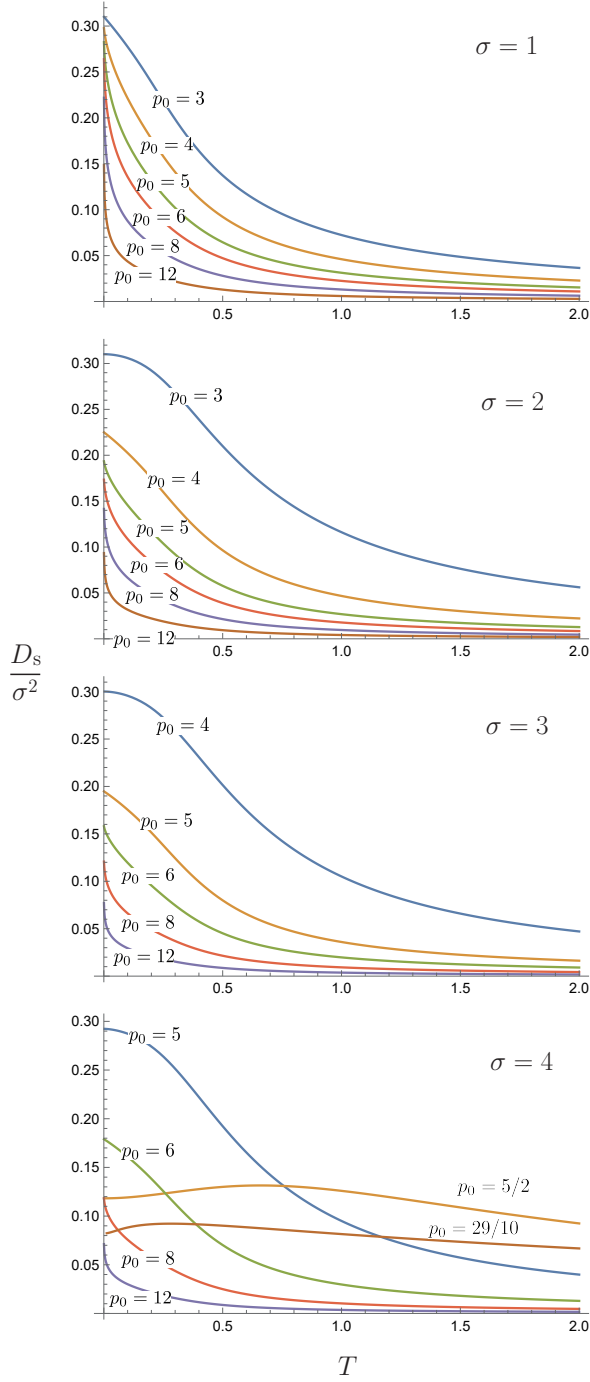 0.30
σ = 1
0.25
p₀ = 3
0.20
p₀ = 4
0.15
p₀ = 5
0.10
p₀ = 6
p₀ = 8
0.05
p₀ = 12
0.5 1.0 1.5 2.0
0.30
σ = 2
p₀ = 3
0.25
0.20
p₀ = 4
0.15
p₀ = 5
0.10
p₀ = 6
p₀ = 8
0.05
p₀ = 12
0.5 1.0 1.5 2.0
Dₛ
σ²
0.30
p₀ = 4
σ = 3
0.25
0.20
p₀ = 5
0.15
p₀ = 6
0.10
p₀ = 8
0.05
p₀ = 12
0.5 1.0 1.5 2.0
0.30
p₀ = 5
σ = 4
0.25
0.20
p₀ = 6
0.15
p₀ = 5/2
0.10
p₀ = 29/10
p₀ = 8
0.05
p₀ = 12
0.5 1.0 1.5 2.0
T